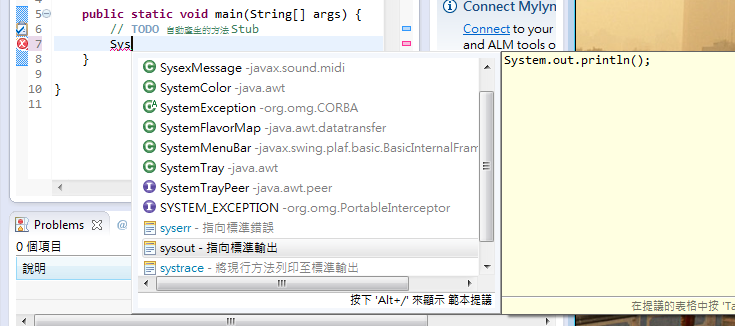 5 public static void main(String[] args) {
6 // TODO 自動產生的方法 Stub
7 Sys
8 }
9
10 }
11
Connect Mylyn
Connect to your
and ALM tools o
SysexMessage - javax.sound.midi
SystemColor - java.awt
SystemException - org.omg.CORBA
SystemFlavorMap - java.awt.datatransfer
SystemMenuBar - javax.swing.plaf.basic.BasicInternalFram
SystemTray - java.awt
SystemTrayPeer - java.awt.peer
SYSTEM_EXCEPTION - org.omg.PortableInterceptor
syserr - 指向標準錯誤
sysout - 指向標準輸出
systrace - 將現行方法列印至標準輸出
按下 'Alt+/' 來顯示 範本提議
System.out.println();
在提議的表格中按 'Ta
Problems
@
0 個項目
說明